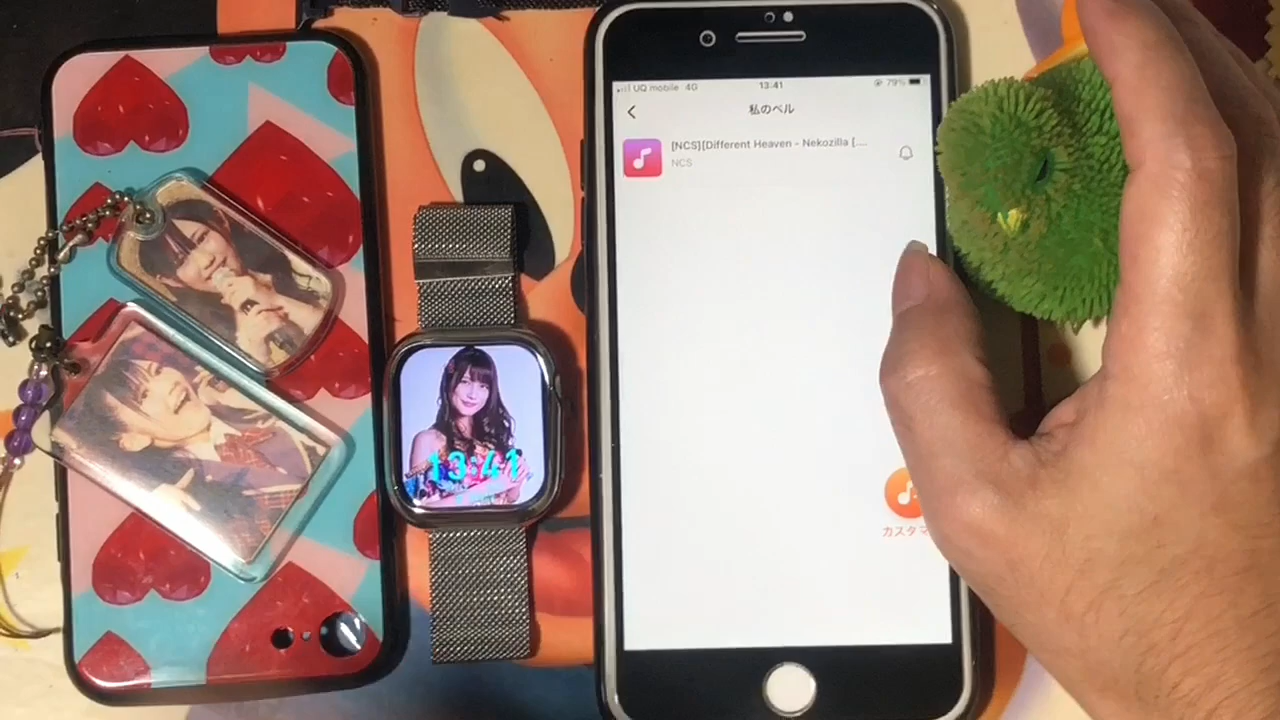 UQ mobile 4G 13:41 79%
私のベル
[NCS][Different Heaven - Nekozilla [....
NCS
カスタマ
13:41